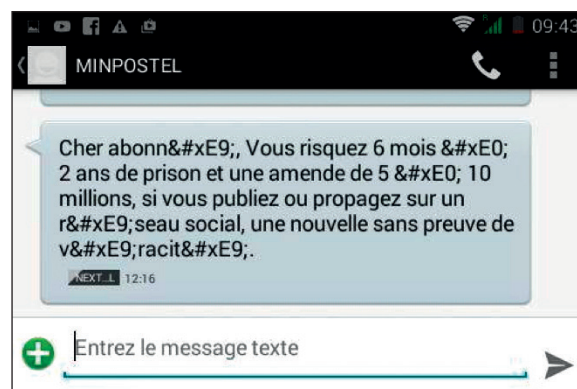 09:43
MINPOSTEL
Cher abonn&#xE9;, Vous risquez 6 mois &#xE0;
2 ans de prison et une amende de 5 &#xE0; 10
millions, si vous publiez ou propagez sur un
r&#xE9;seau social, une nouvelle sans preuve de
v&#xE9;racit&#xE9;.
NEXT...L 12:16
Entrez le message texte